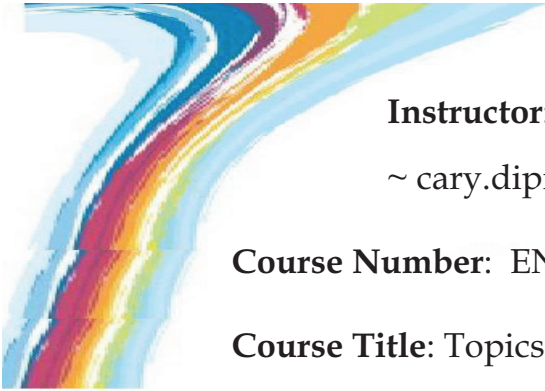 Instructor:
~ cary.dip
Course Number: EN
Course Title: Topics